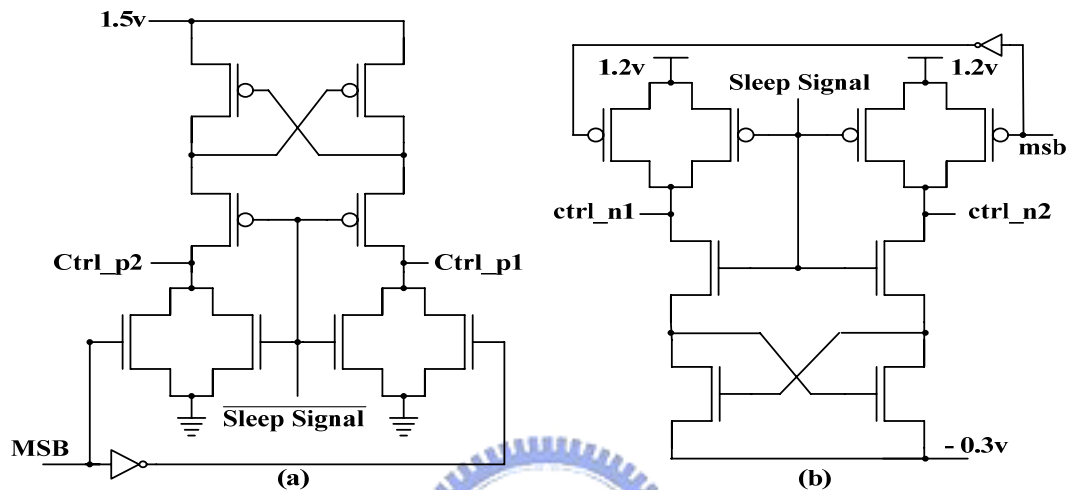 1.5v
Ctrl_p2
Ctrl_p1
Sleep Signal
MSB
(a)
1.2v
Sleep Signal
1.2v
msb
ctrl_n1
ctrl_n2
- 0.3v
(b)